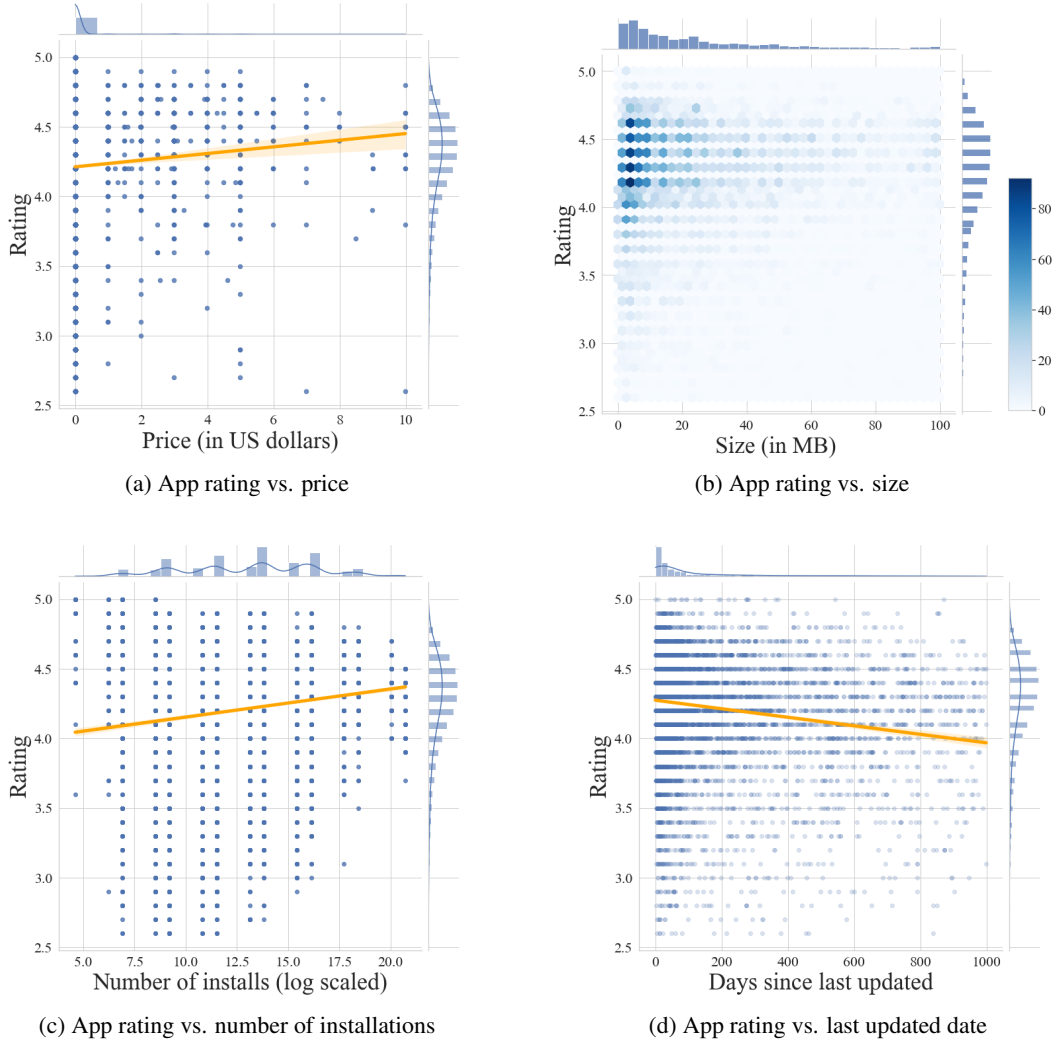 5.0
4.5
4.0
3.5
3.0
2.5
Rating
0 2 4 6 8 10
Price (in US dollars)
(a) App rating vs. price
5.0
4.5
4.0
3.5
3.0
2.5
Rating
0 20 40 60 80 100
Size (in MB)
80
60
40
20
0
(b) App rating vs. size
5.0
4.5
4.0
3.5
3.0
2.5
Rating
5.0 7.5 10.0 12.5 15.0 17.5 20.0
Number of installs (log scaled)
(c) App rating vs. number of installations
5.0
4.5
4.0
3.5
3.0
2.5
Rating
0 200 400 600 800 1000
Days since last updated
(d) App rating vs. last updated date